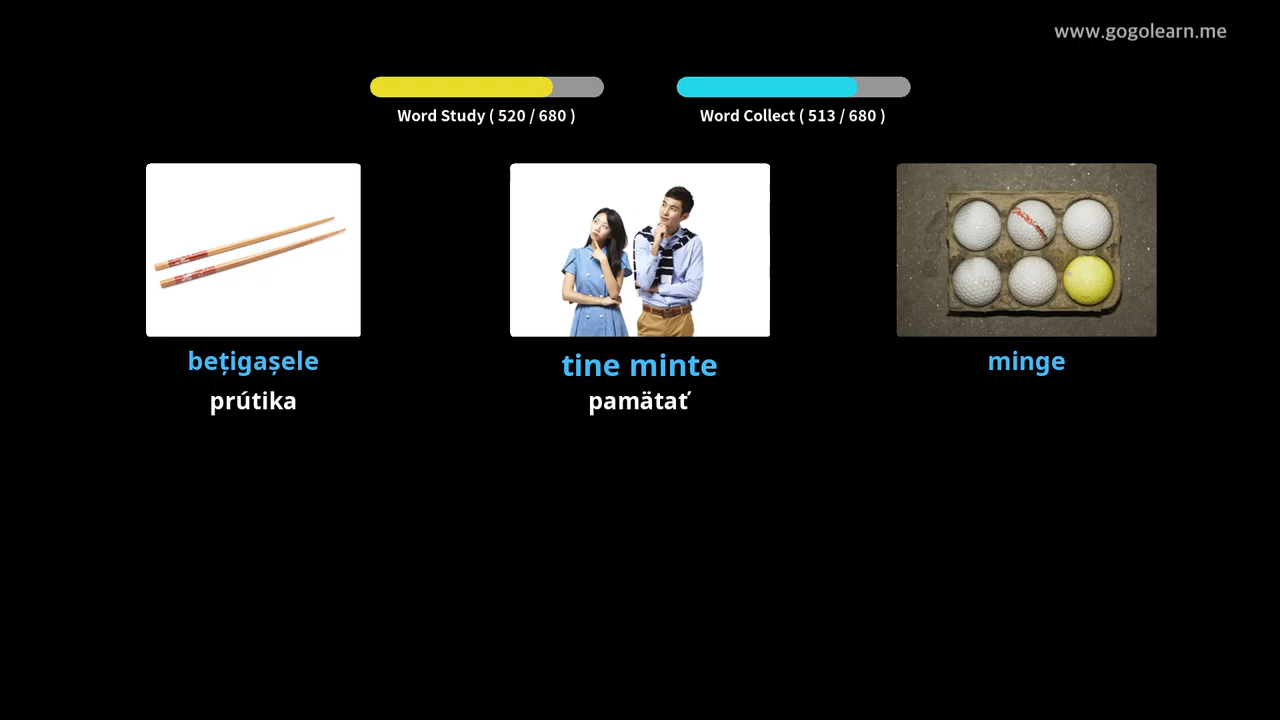 www.gogolearn.me
Word Study ( 520 / 680 )
Word Collect ( 513 / 680 )
bețigașele
prútika
tine minte
pamätať
minge